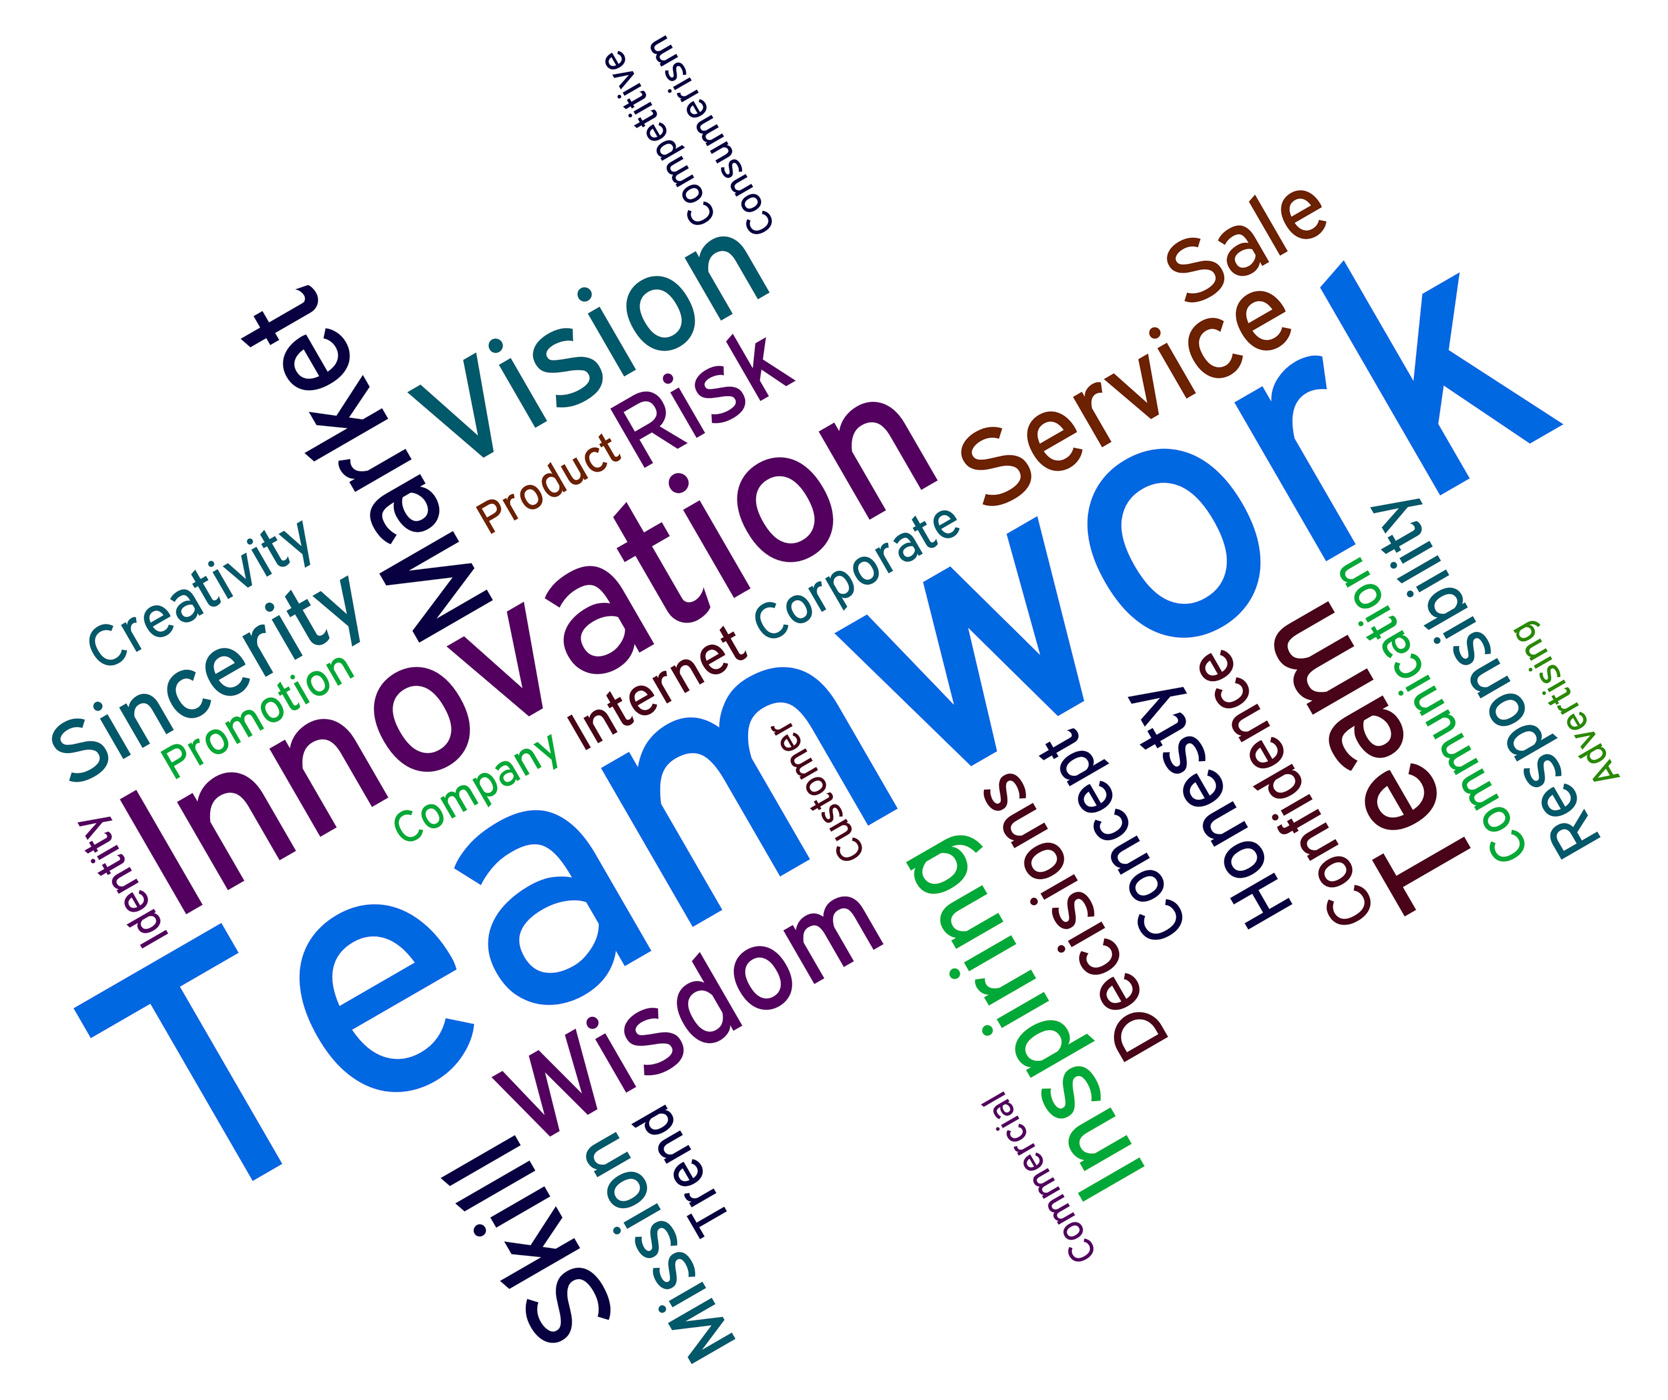 Consumerism
Competitive
Sale
Vision
Market
Service
Risk
Product
Innovation
Teamwork
Corporate
Creativity
Sincerity
Responsibility
Communication
Internet
Promotion
Team
Advertising
Confidence
Honesty
Customer
Company
Concept
Decisions
Identity
Inspiring
Wisdom
Commercial
Trend
Skill
Mission